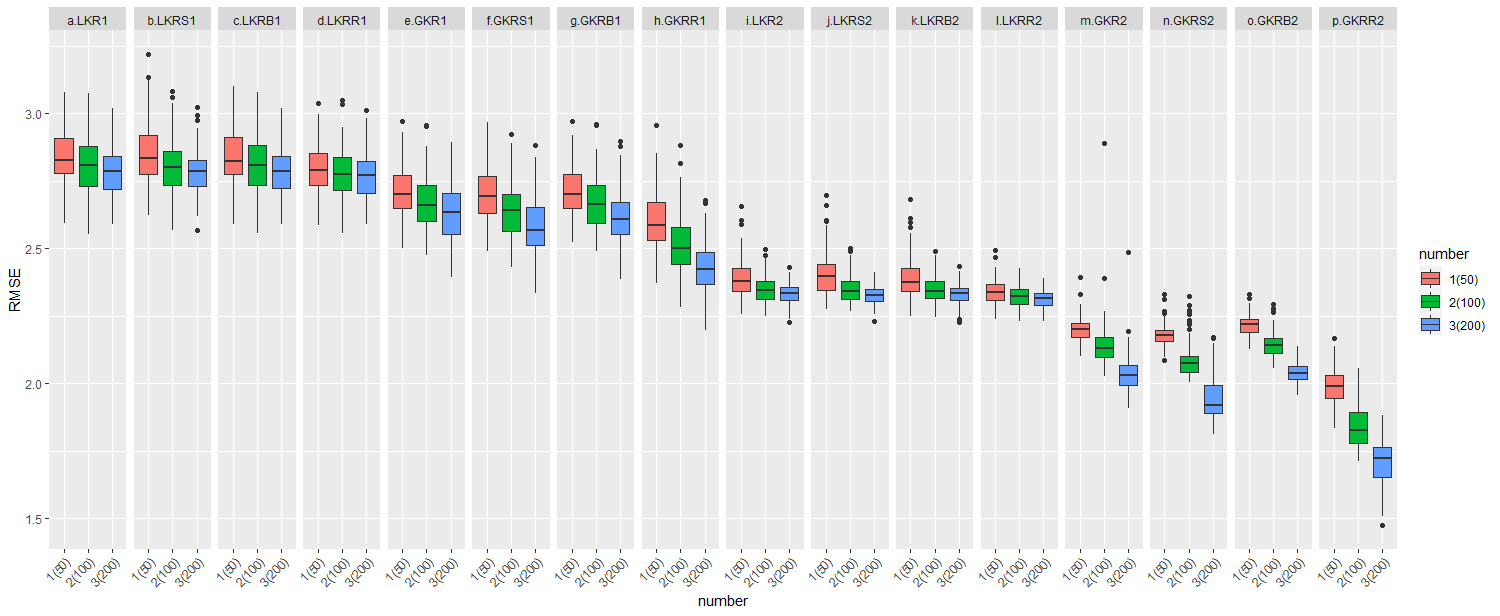 a.LKR1 b.LKRS1 c.LKRB1 d.LKRR1 e.GKR1 f.GKRS1 g.GKRB1 h.GKRR1 i.LKR2 j.LKRS2 k.LKRB2 l.LKRR2 m.GKR2 n.GKRS2 o.GKRB2 p.GKRR2
3.0
2.5
2.0
1.5
RMSE
1(50) 2(100) 3(200) 1(50) 2(100) 3(200) 1(50) 2(100) 3(200) 1(50) 2(100) 3(200) 1(50) 2(100) 3(200) 1(50) 2(100) 3(200) 1(50) 2(100) 3(200) 1(50) 2(100) 3(200) 1(50) 2(100) 3(200) 1(50) 2(100) 3(200) 1(50) 2(100) 3(200) 1(50) 2(100) 3(200) 1(50) 2(100) 3(200) 1(50) 2(100) 3(200) 1(50) 2(100) 3(200) 1(50) 2(100) 3(200)
number
number
1(50)
2(100)
3(200)